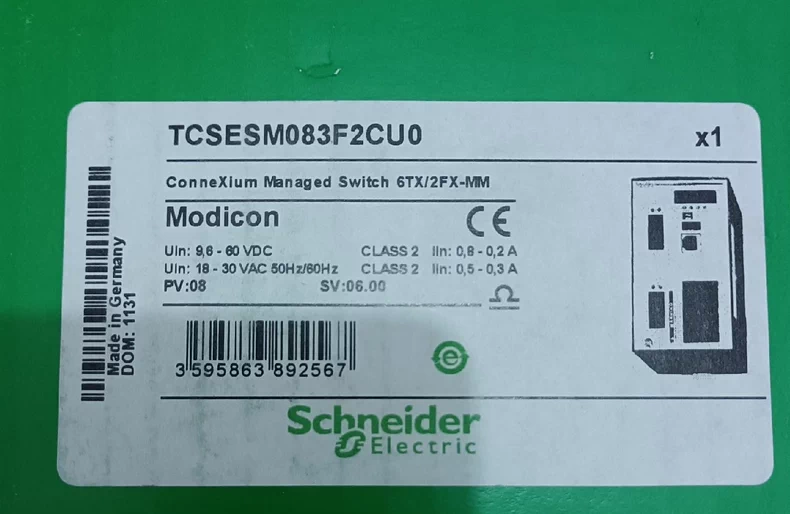 TCSESM083F2CU0
x1
ConneXium Managed Switch 6TX/2FX-MM
Modicon
CE
Uin: 9,6 - 60 VDC CLASS 2 Iin: 0,8 - 0,2 A
Uin: 18 - 30 VAC 50Hz/60Hz CLASS 2 Iin: 0,5 - 0,3 A
PV:08 SV:06.00
Made in Germany
DOM: 1131
3 595863 892567
Schneider
Electric